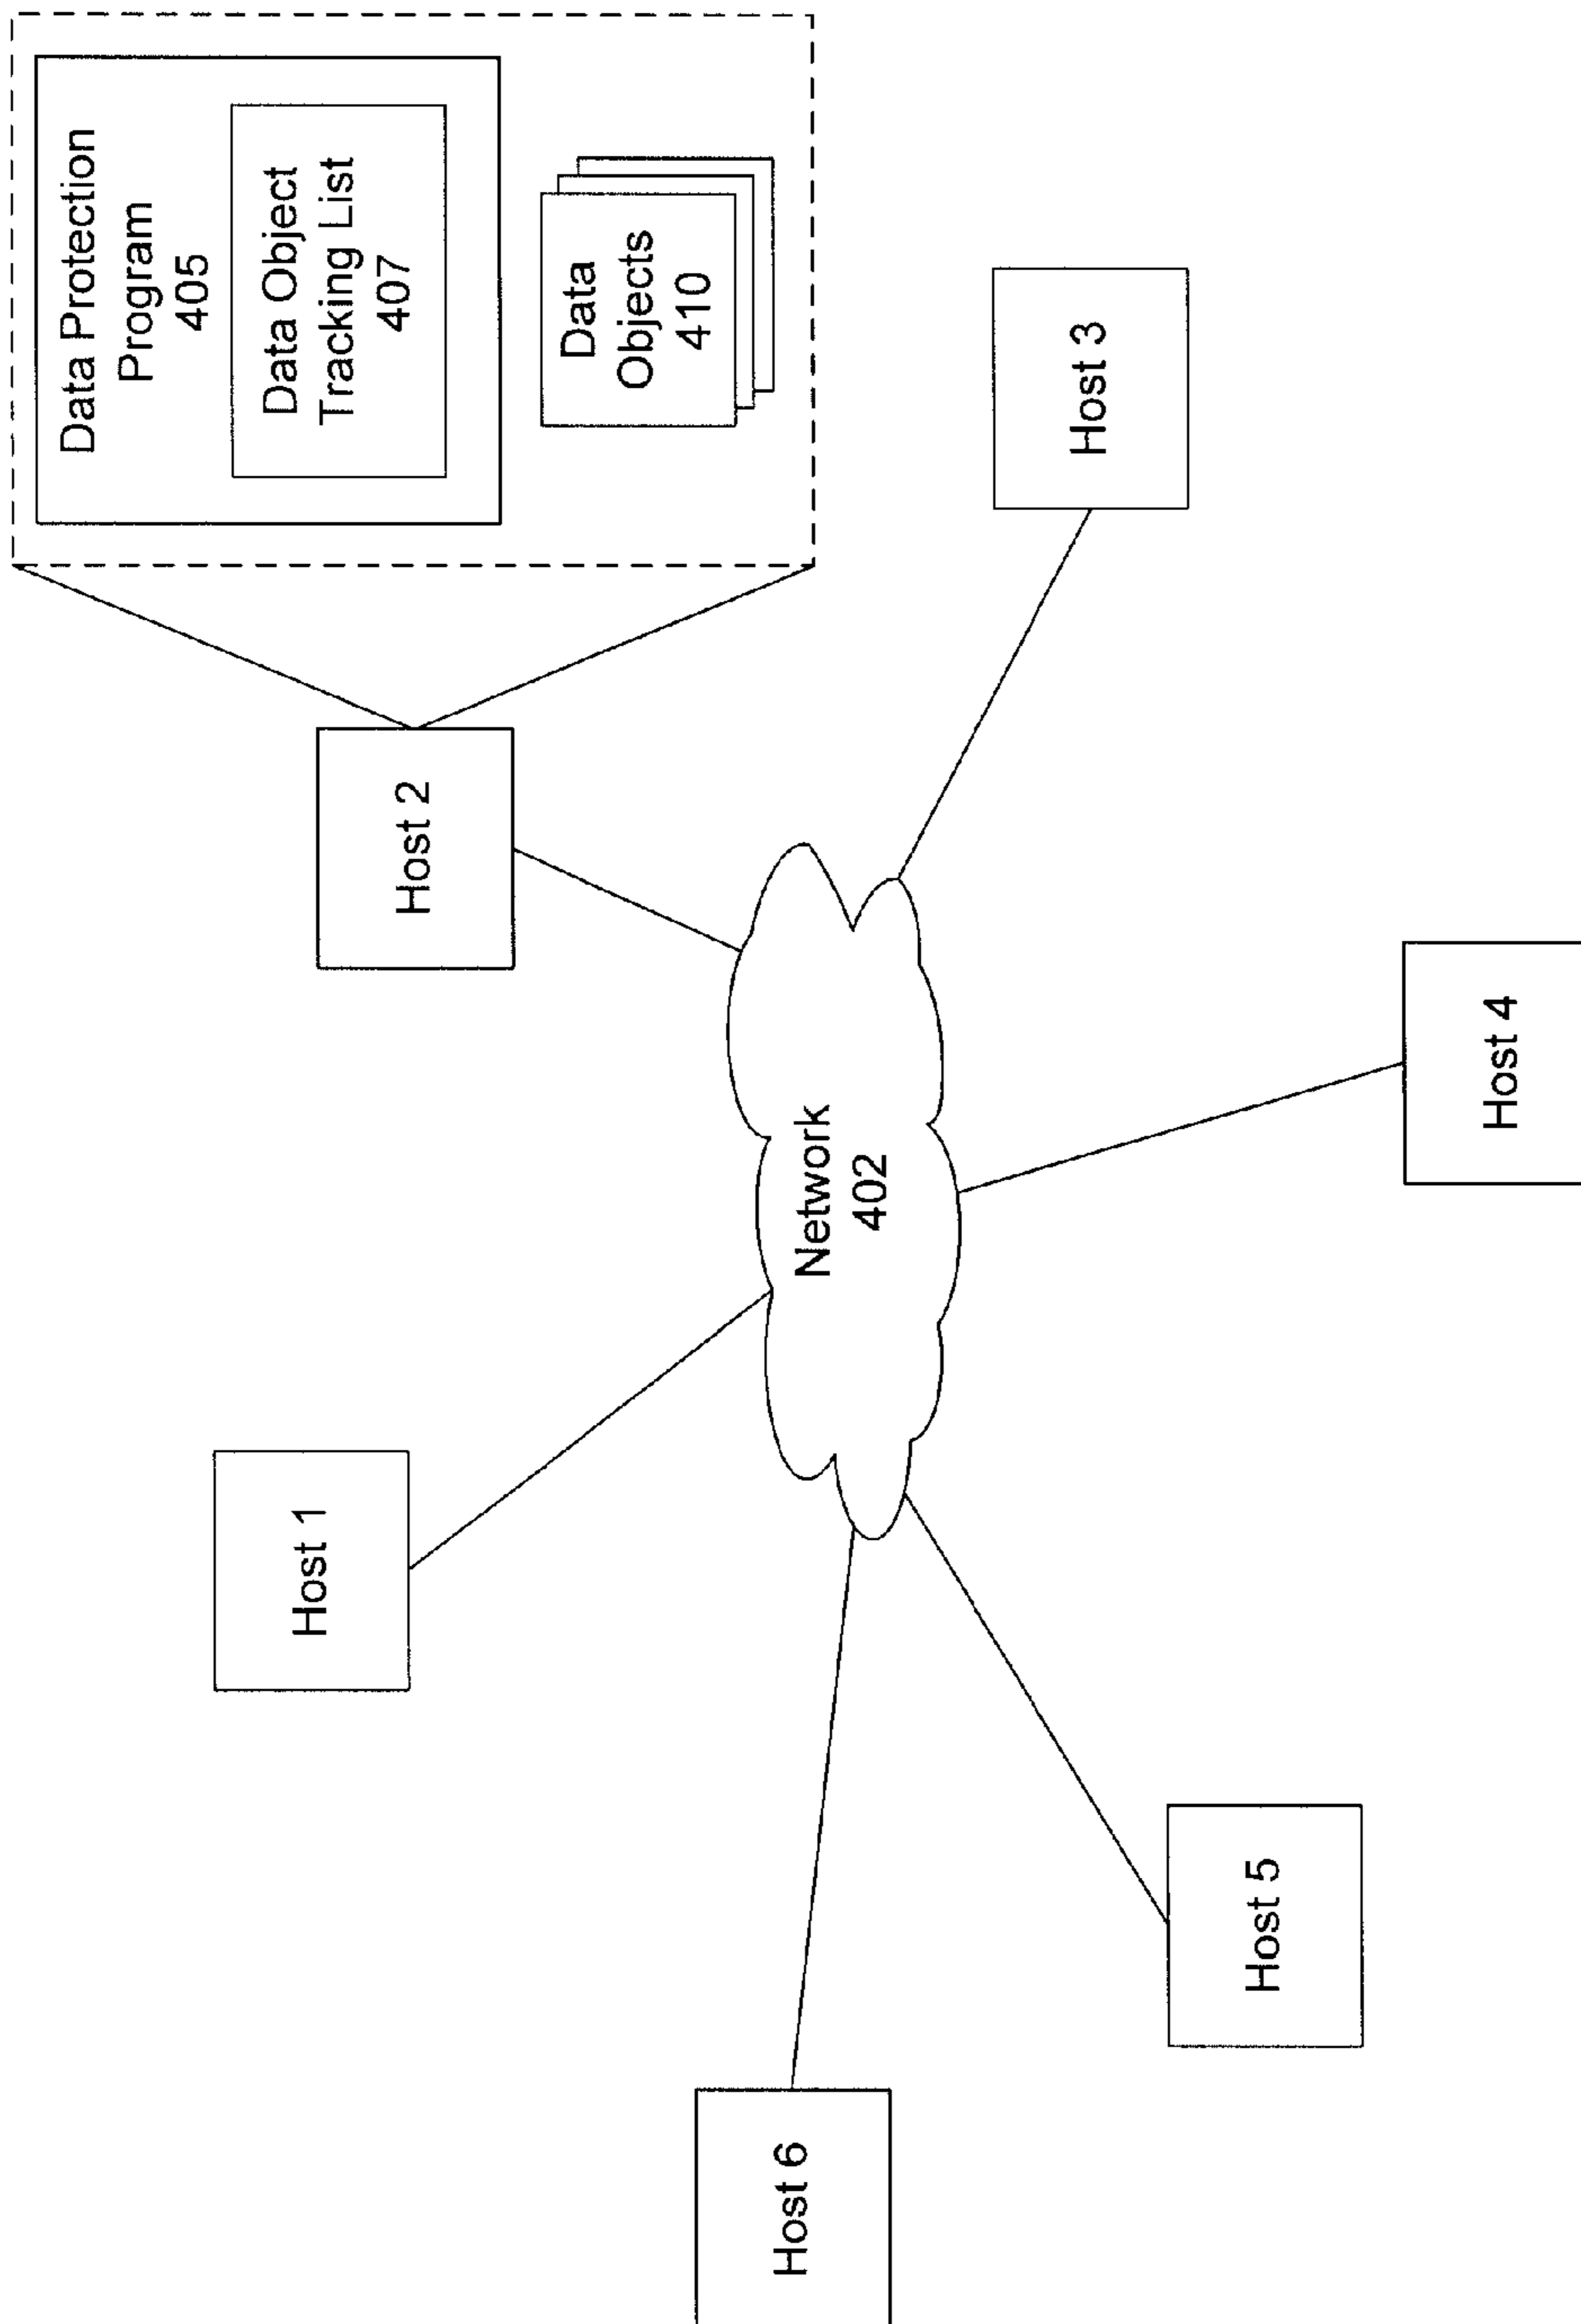 Data Protection
Program
405
Data Object
Tracking List
407
Data
Objects
410
Host 1
Host 2
Network
402
Host 6
Host 3
Host 5
Host 4